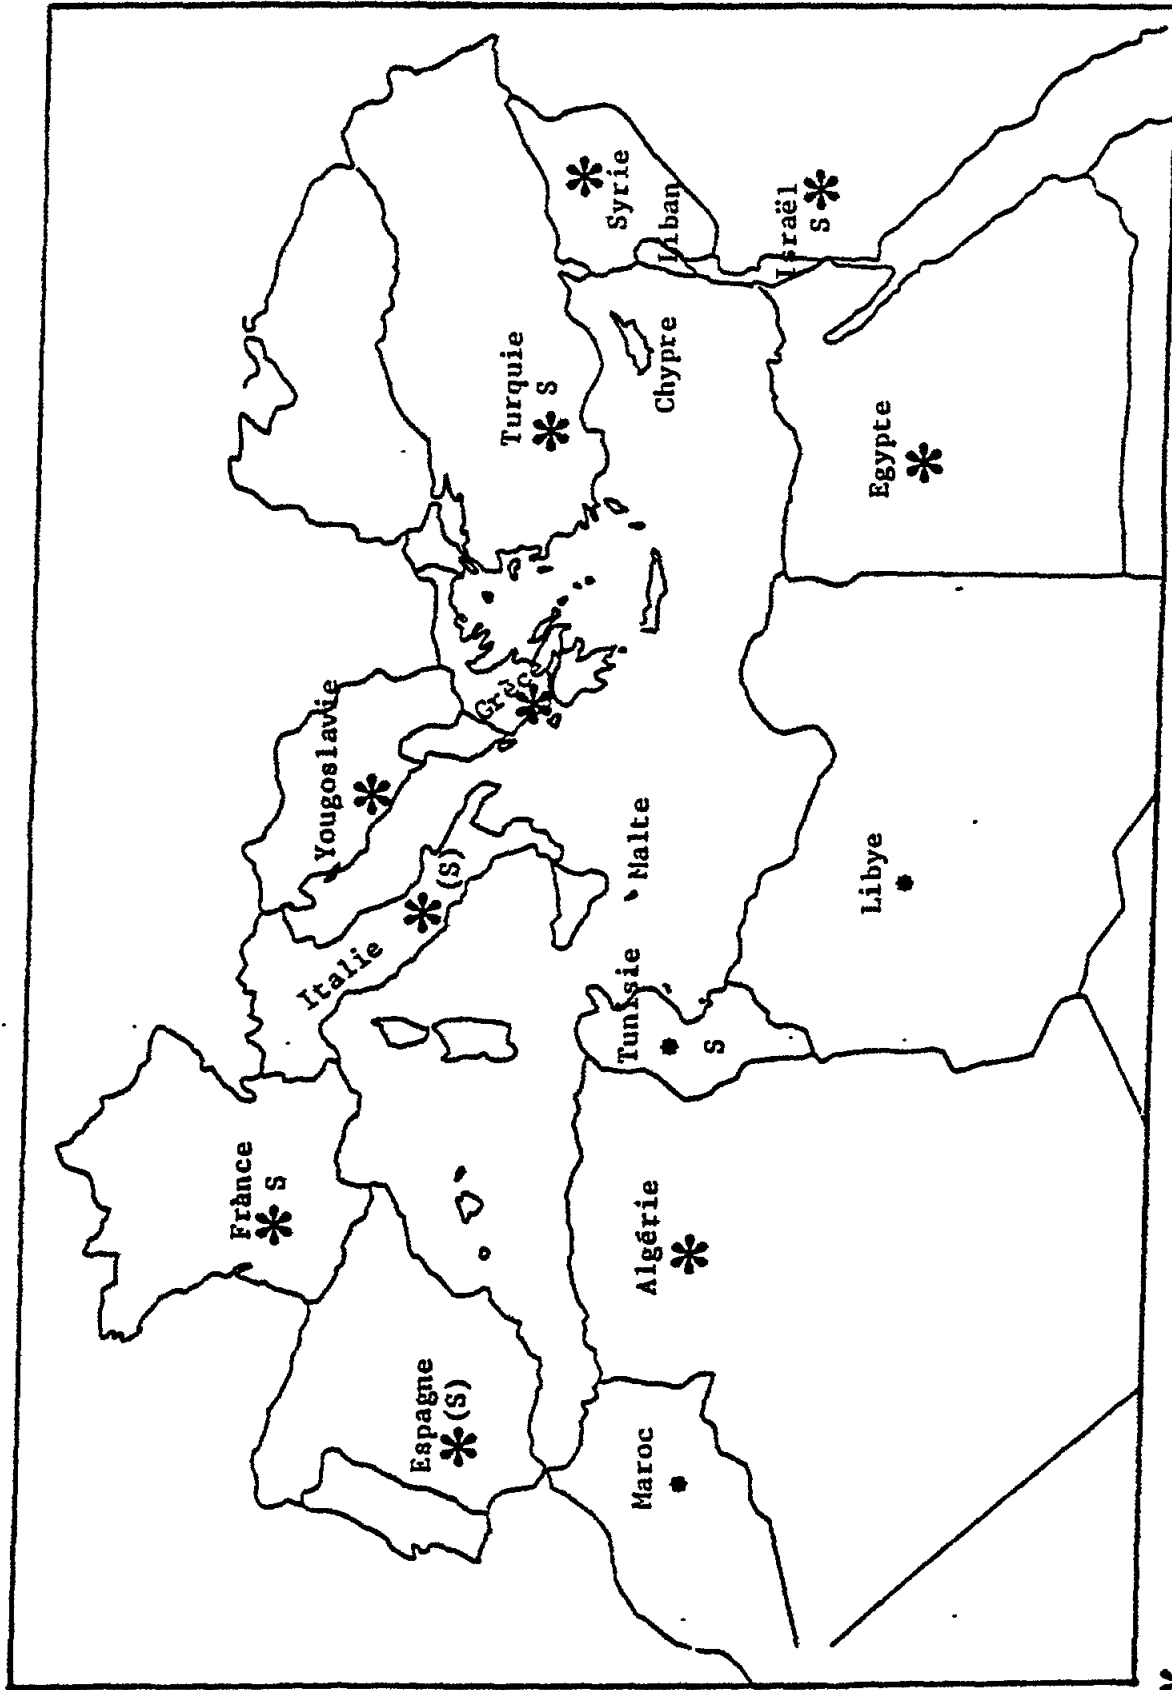 France
* S
Yougoslavie
*
Italie
* (S)
Espagne
* (S)
Grèce
*
Turquie
* S
Syrie
*
Liban
Chypre
Israël
S *
Malte
Tunisie
*
S
Algérie
*
Maroc
*
Libye
*
Egypte
*
*